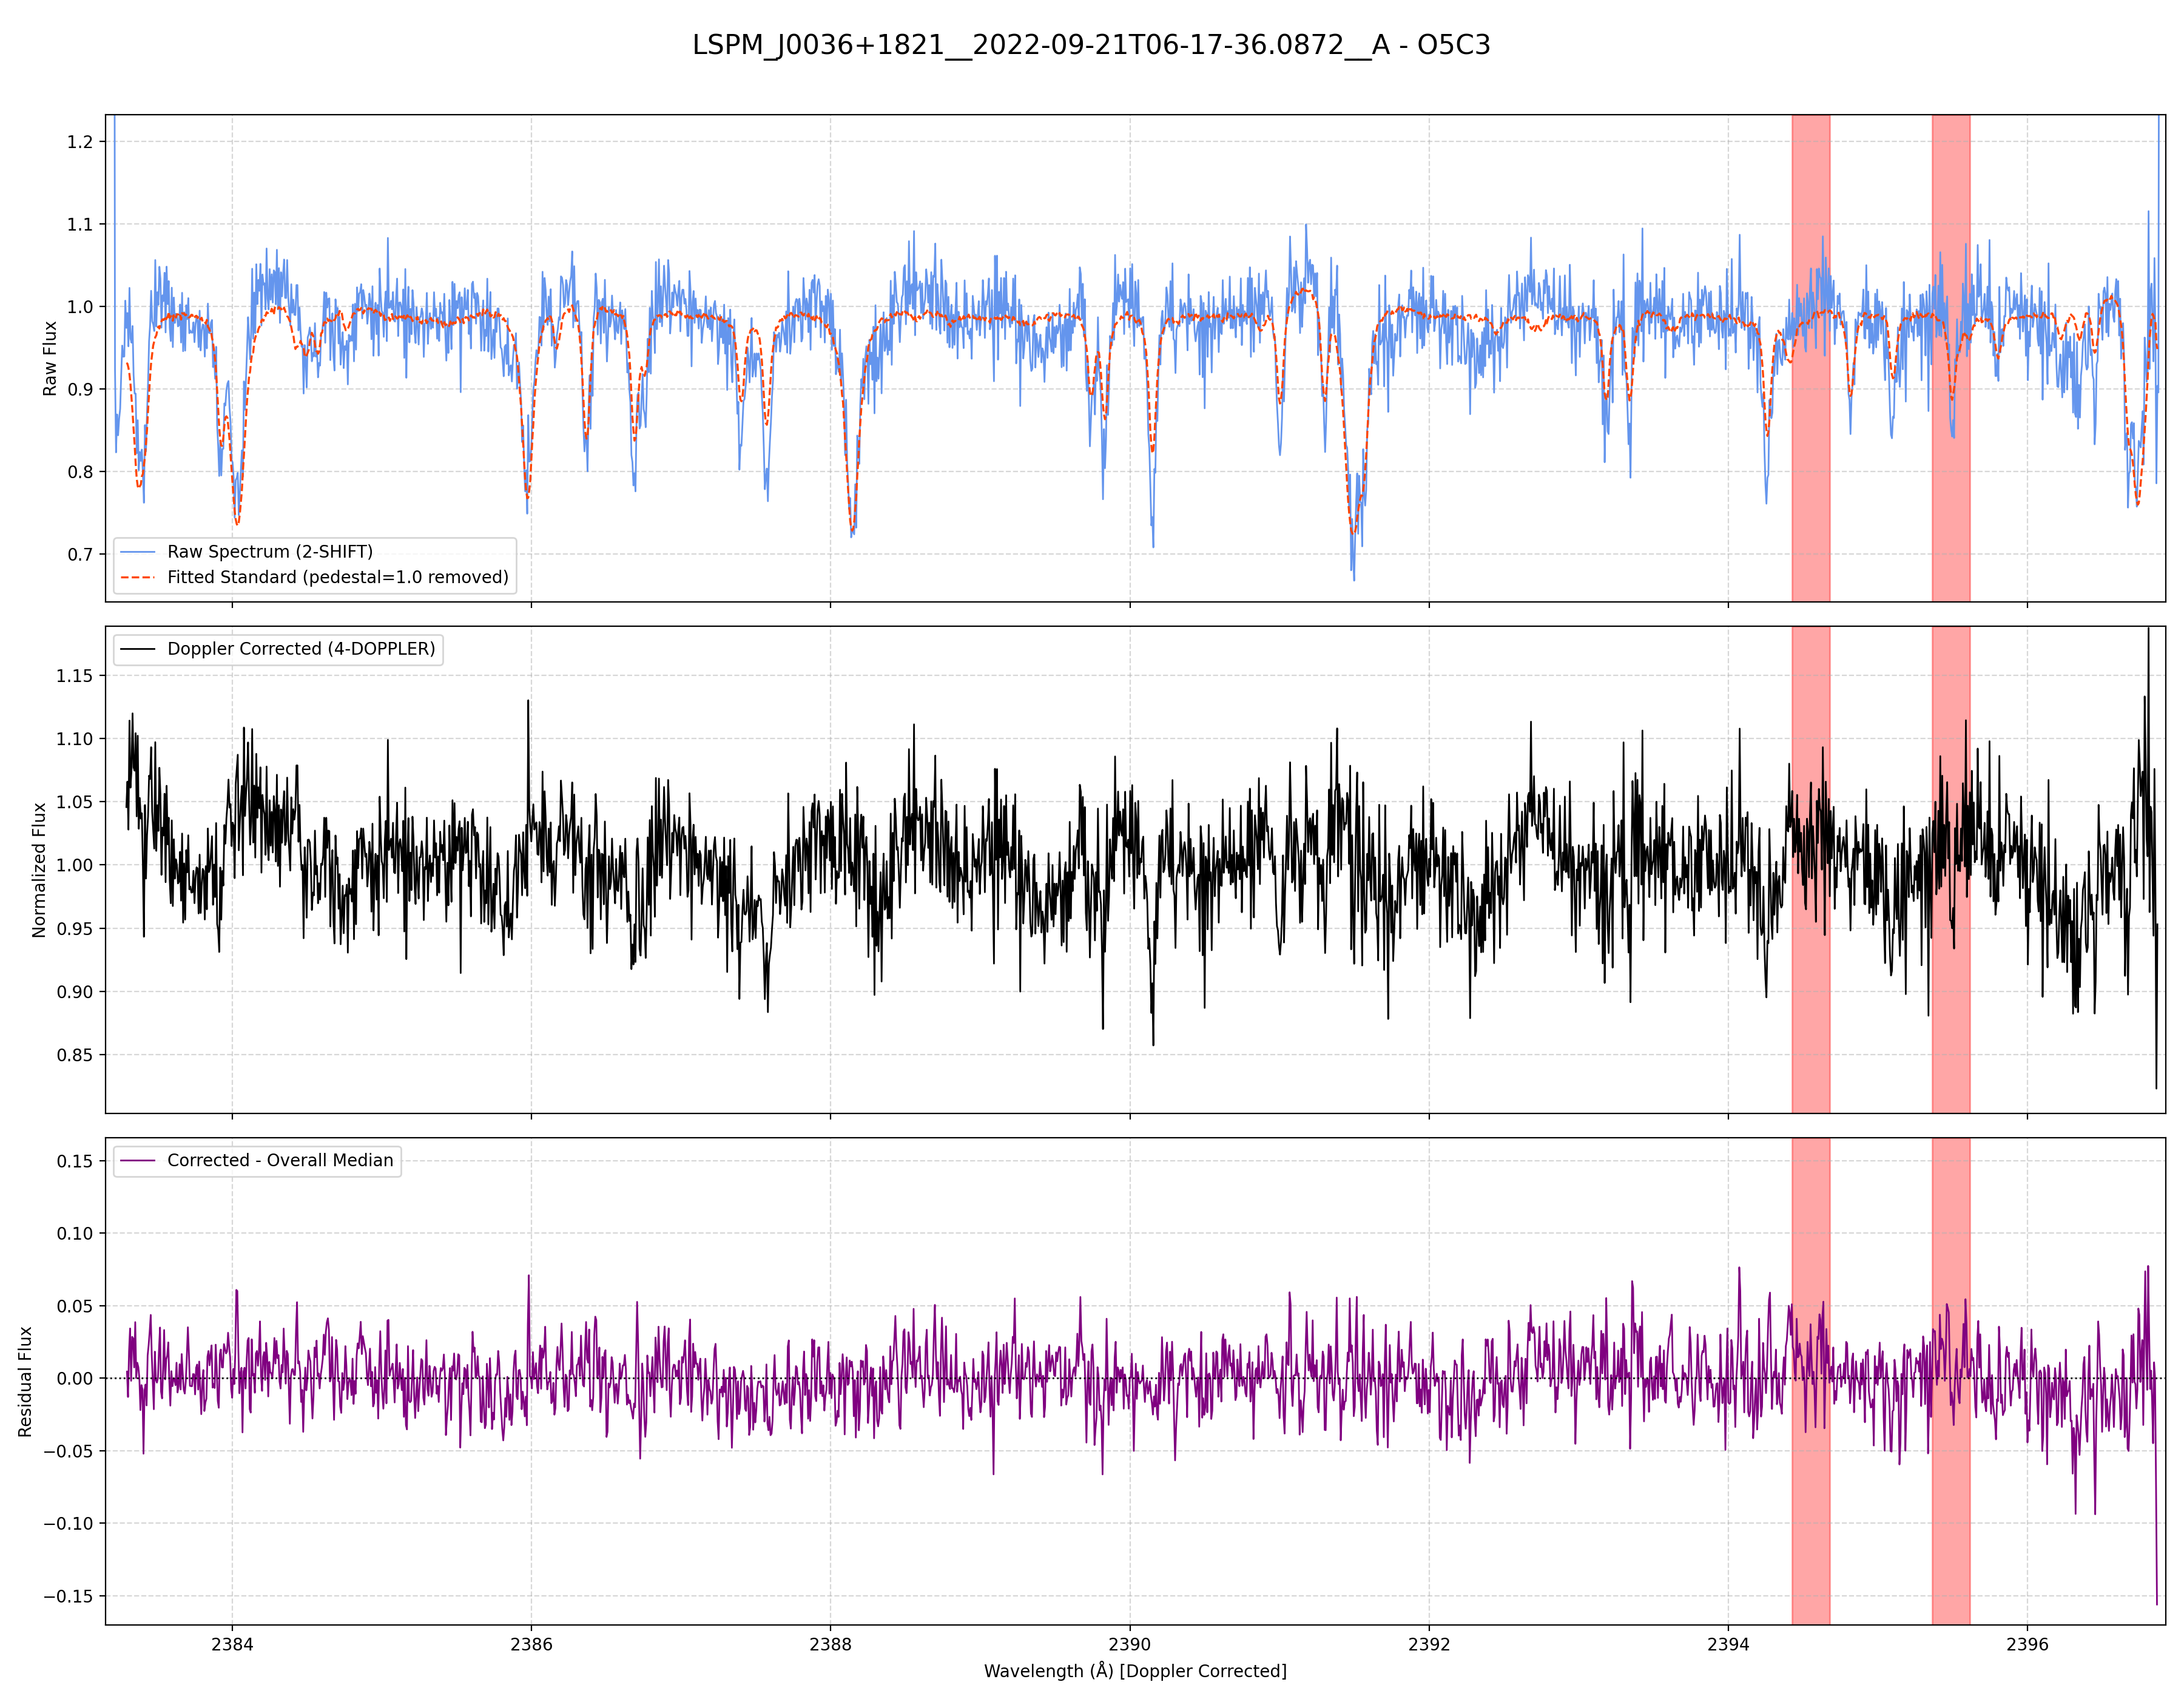 LSPM_J0036+1821__2022-09-21T06-17-36.0872__A - O5C3
Raw Flux
1.2
1.1
1.0
0.9
0.8
0.7
Raw Spectrum (2-SHIFT)
Fitted Standard (pedestal=1.0 removed)
Normalized Flux
1.15
1.10
1.05
1.00
0.95
0.90
0.85
Doppler Corrected (4-DOPPLER)
Residual Flux
0.15
0.10
0.05
0.00
−0.05
−0.10
−0.15
Corrected - Overall Median
2384 2386 2388 2390 2392 2394 2396
Wavelength (Å) [Doppler Corrected]